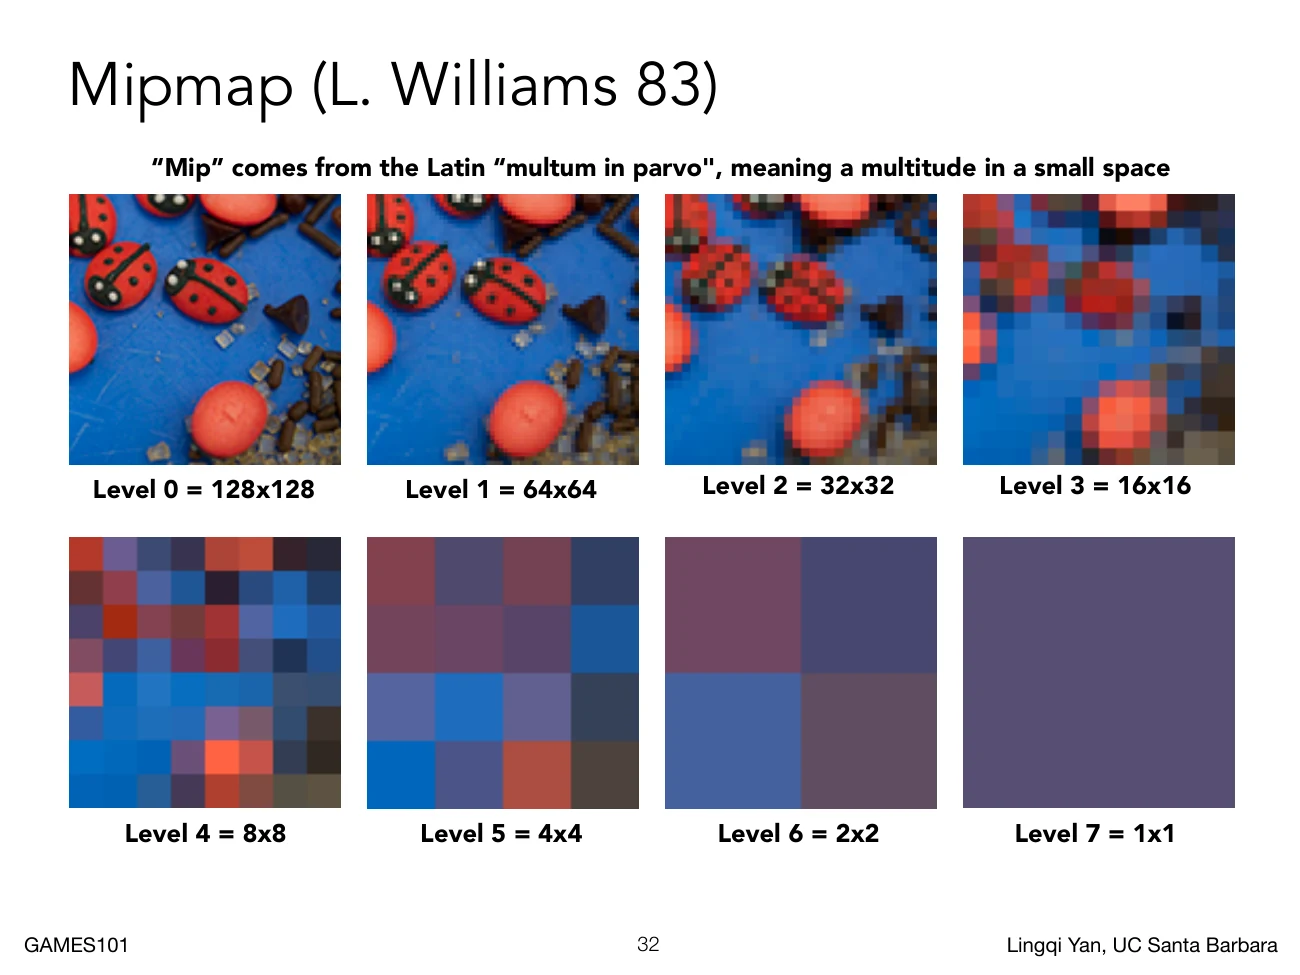 Mipmap (L. Williams 83)
“Mip” comes from the Latin “multum in parvo", meaning a multitude in a small space
Level 0 = 128x128
Level 1 = 64x64
Level 2 = 32x32
Level 3 = 16x16
Level 4 = 8x8
Level 5 = 4x4
Level 6 = 2x2
Level 7 = 1x1
GAMES101
32
Lingqi Yan, UC Santa Barbara